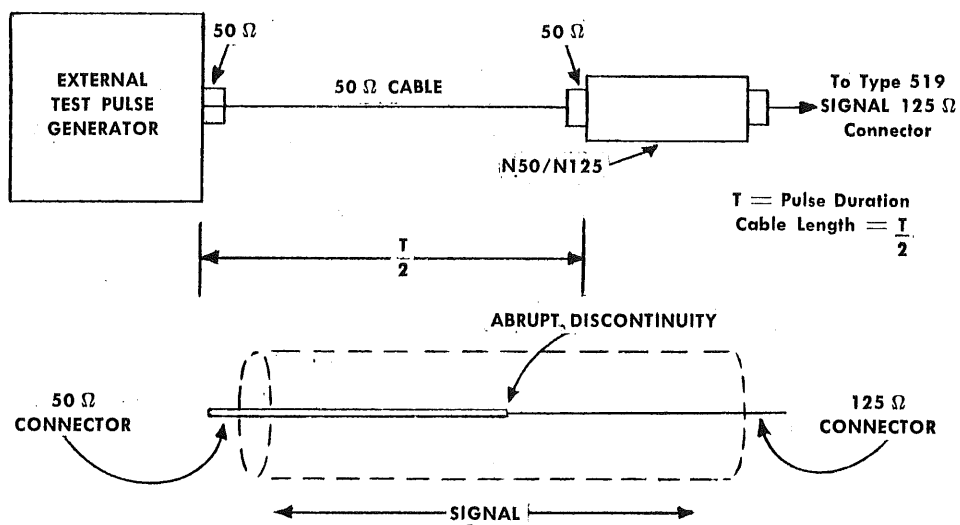 EXTERNAL
TEST PULSE
GENERATOR
50 Ω
50 Ω CABLE
50 Ω
N50/N125
To Type 519
SIGNAL 125 Ω
Connector
T = Pulse Duration
Cable Length = T
2
T
2
ABRUPT DISCONTINUITY
50 Ω
CONNECTOR
125 Ω
CONNECTOR
SIGNAL